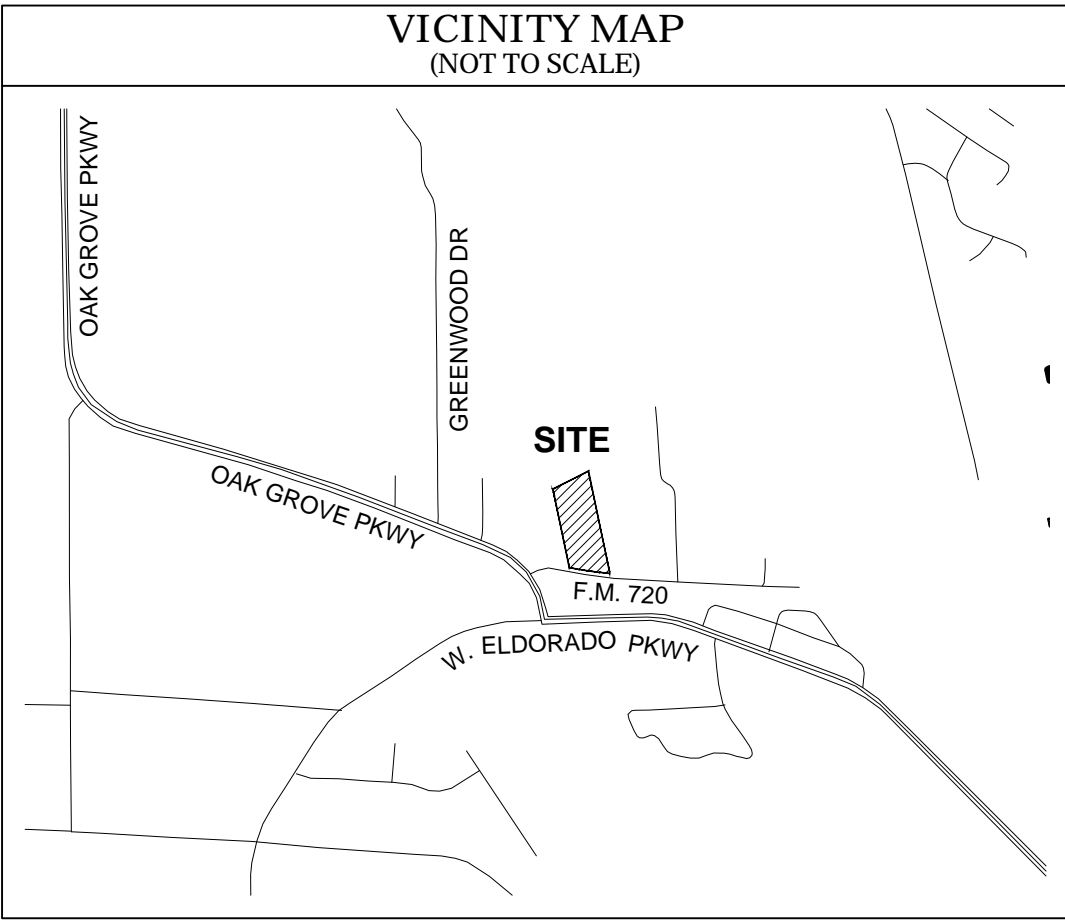 VICINITY MAP
(NOT TO SCALE)
OAK GROVE PKWY
GREENWOOD DR
SITE
OAK GROVE PKWY
F.M. 720
W. ELDORADO PKWY